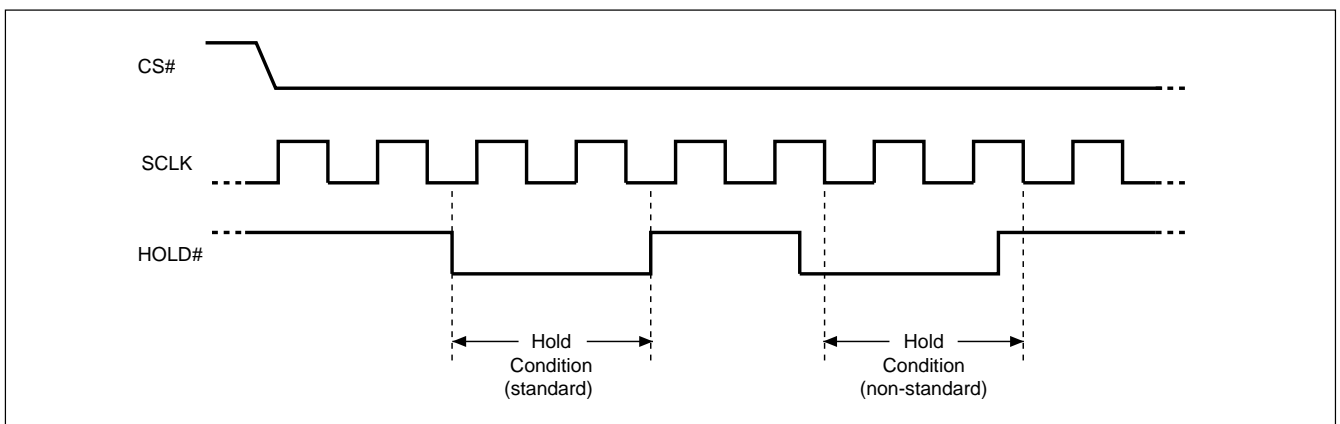 CS#
SCLK
HOLD#
Hold
Condition
(standard)
Hold
Condition
(non-standard)